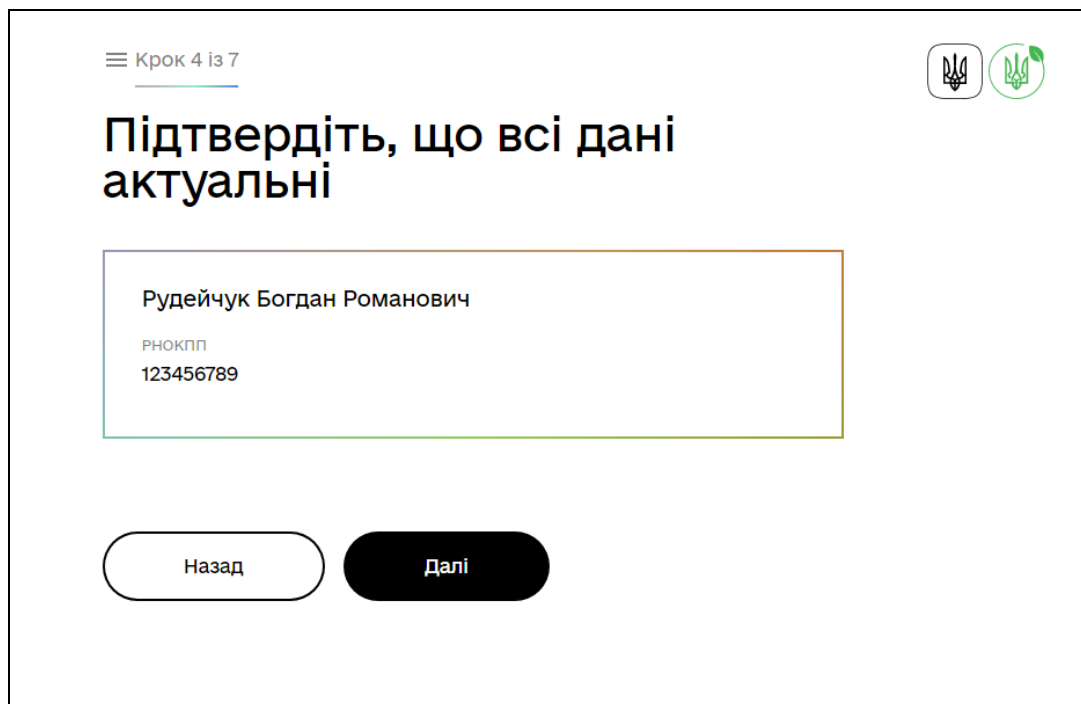 Крок 4 із 7
Підтвердіть, що всі дані
актуальні
Рудейчук Богдан Романович
РНОКПП
123456789
Назад
Далі